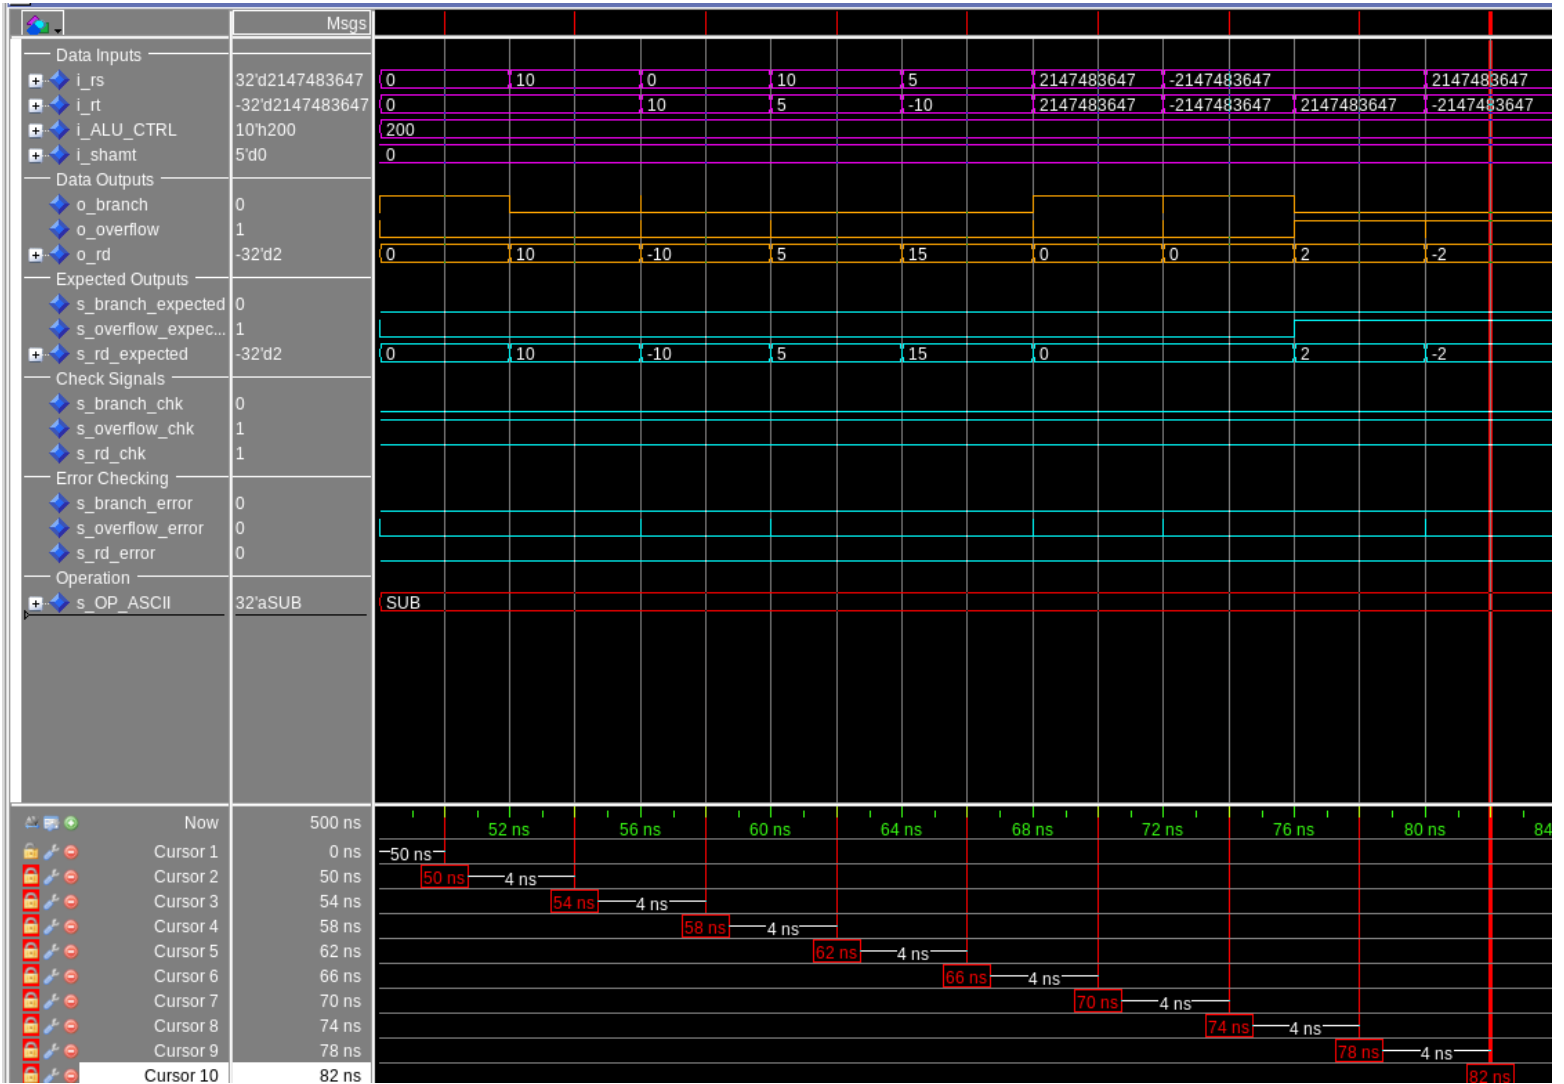 Msgs
Data Inputs
i_rs 32'd2147483647 0 10 0 10 5 2147483647 -2147483647 2147483647
i_rt -32'd2147483647 0 10 5 -10 2147483647 -2147483647 2147483647 -2147483647
i_ALU_CTRL 10'h200 200
i_shamt 5'd0 0
Data Outputs
o_branch 0
o_overflow 1
o_rd -32'd2 0 10 -10 5 15 0 0 2 -2
Expected Outputs
s_branch_expected 0
s_overflow_expec... 1
s_rd_expected -32'd2 0 10 -10 5 15 0 2 -2
Check Signals
s_branch_chk 0
s_overflow_chk 1
s_rd_chk 1
Error Checking
s_branch_error 0
s_overflow_error 0
s_rd_error 0
Operation
s_OP_ASCII 32'aSUB SUB
Now 500 ns 52 ns 56 ns 60 ns 64 ns 68 ns 72 ns 76 ns 80 ns 84
Cursor 1 0 ns 50 ns
Cursor 2 50 ns 50 ns 4 ns
Cursor 3 54 ns 54 ns 4 ns
Cursor 4 58 ns 58 ns 4 ns
Cursor 5 62 ns 62 ns 4 ns
Cursor 6 66 ns 66 ns 4 ns
Cursor 7 70 ns 70 ns 4 ns
Cursor 8 74 ns 74 ns 4 ns
Cursor 9 78 ns 78 ns 4 ns
Cursor 10 82 ns 82 ns